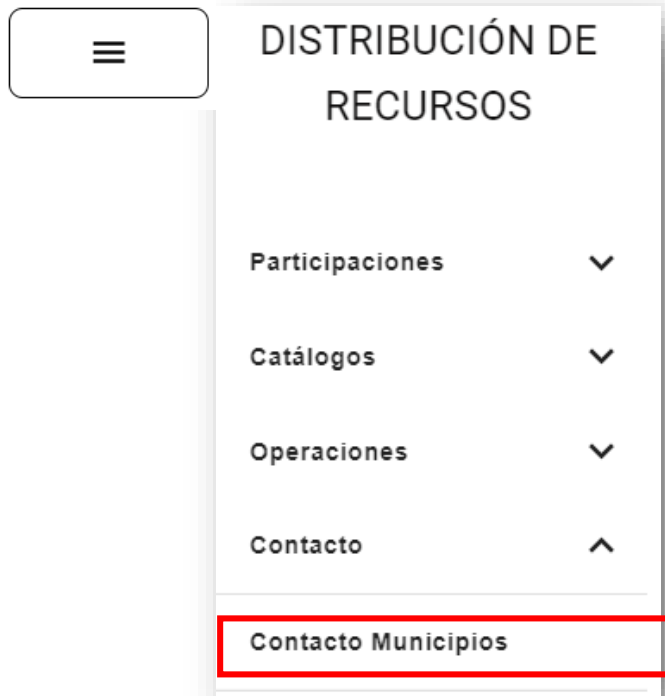 DISTRIBUCIÓN DE
RECURSOS
Participaciones
Catálogos
Operaciones
Contacto
Contacto Municipios